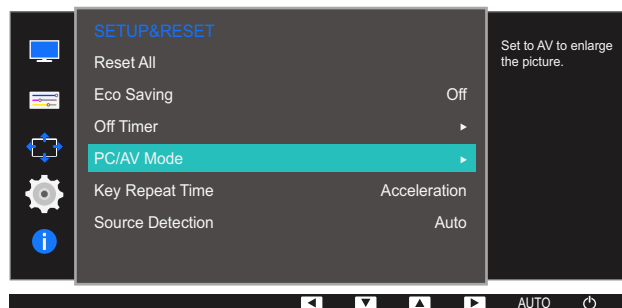 SETUP&RESET
Reset All
Eco Saving Off
Off Timer ▸
PC/AV Mode ▸
Key Repeat Time Acceleration
Source Detection Auto
Set to AV to enlarge
the picture.
AUTO